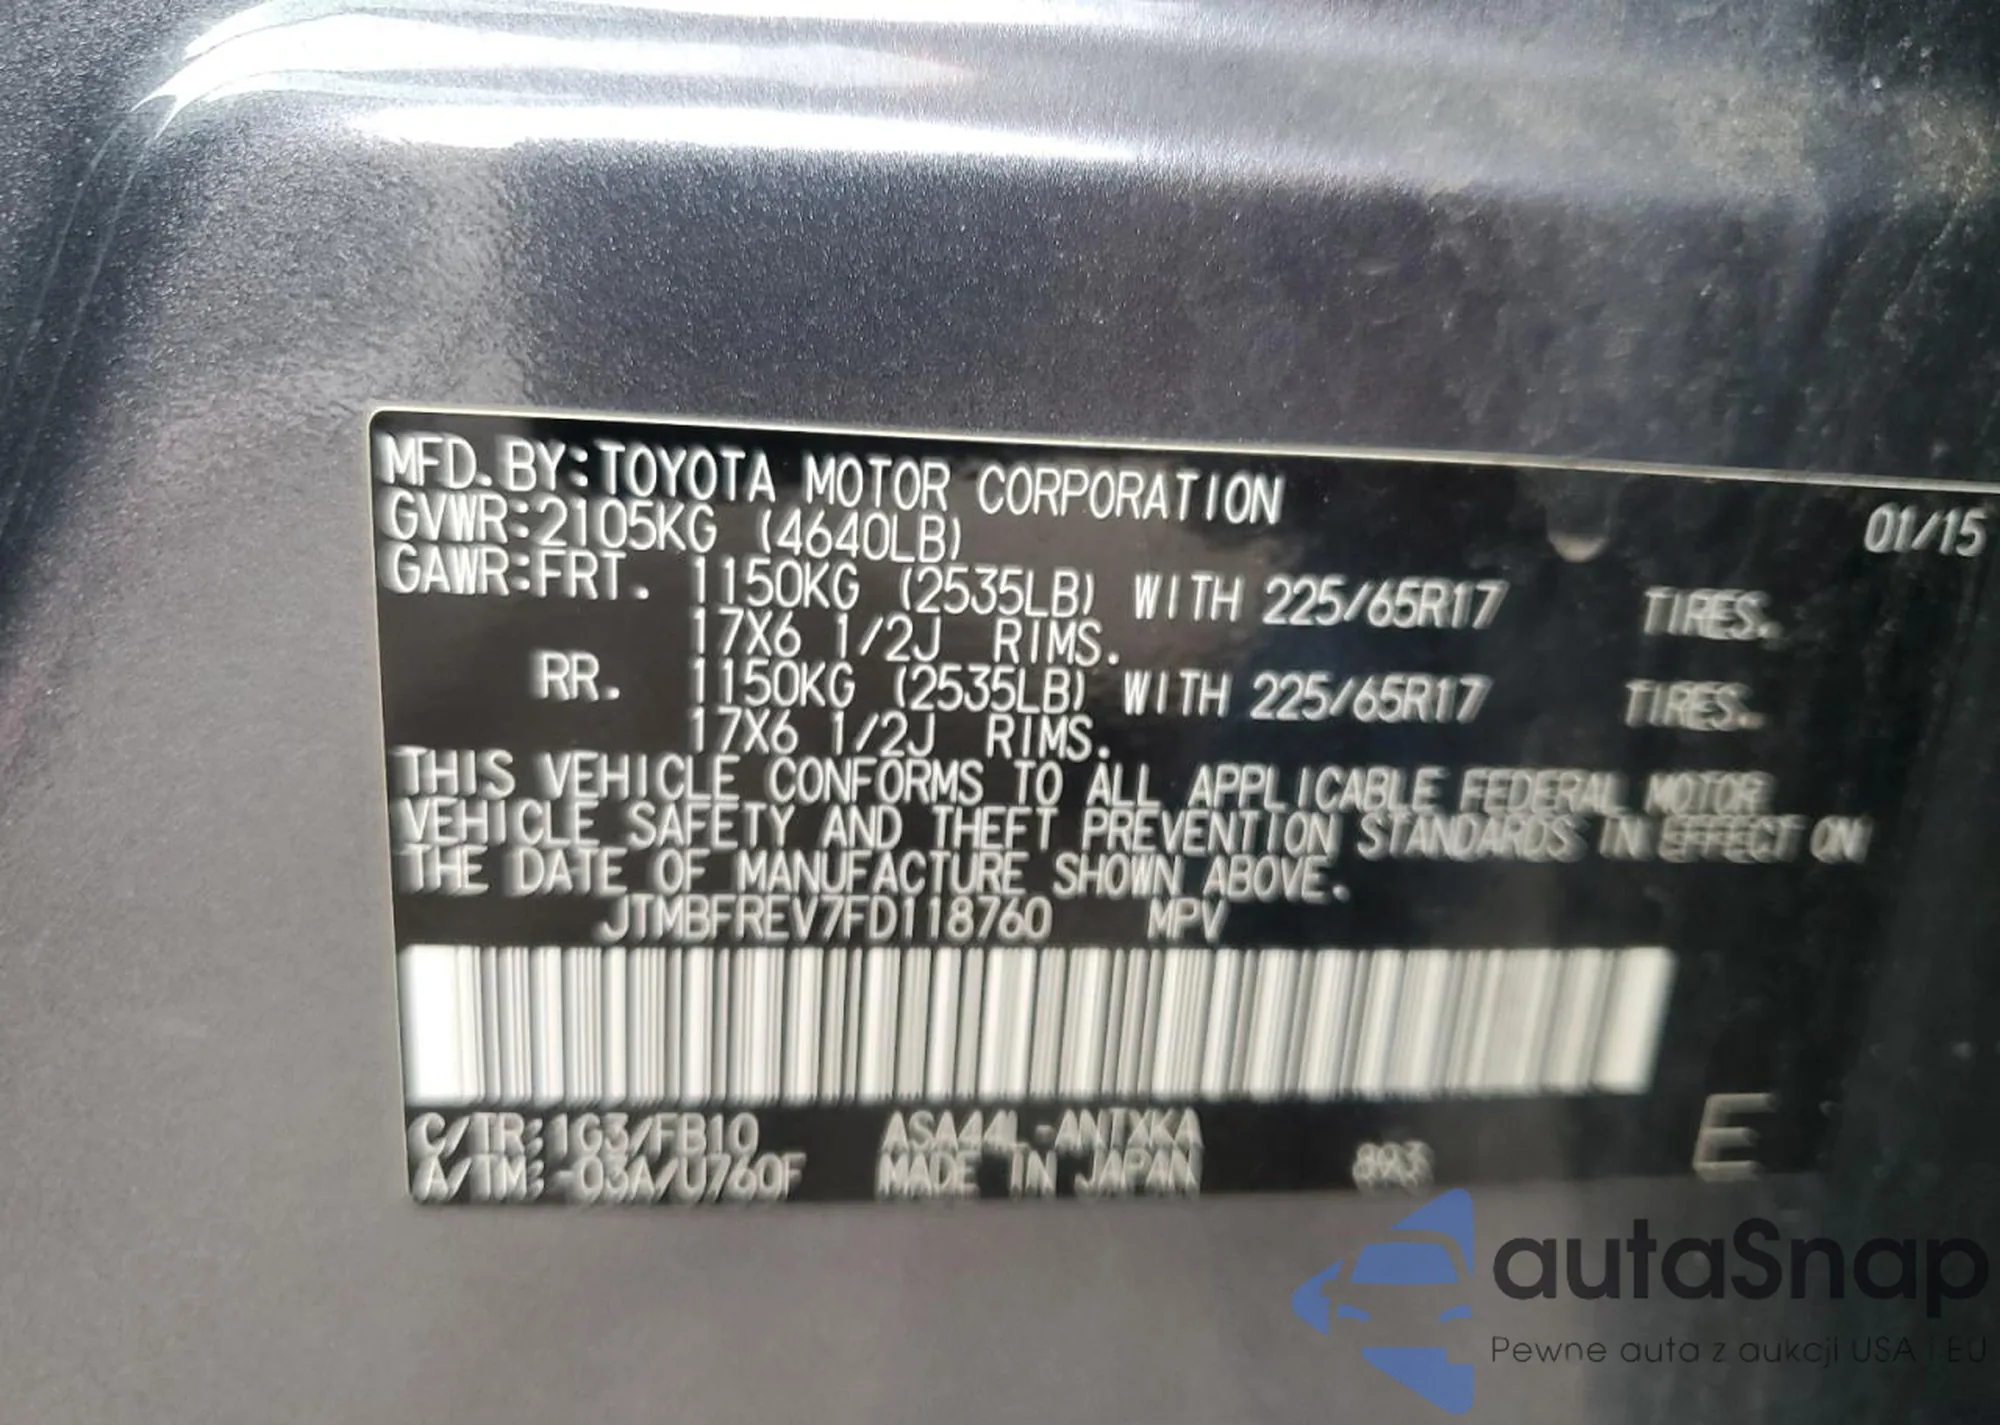 MFD. BY: TOYOTA MOTOR CORPORATION 01/15
GVWR: 2105KG (4640LB)
GAWR: FRT. 1150KG (2535LB) WITH 225/65R17 TIRES.
17X6 1/2J RIMS.
RR. 1150KG (2535LB) WITH 225/65R17 TIRES.
17X6 1/2J RIMS.
THIS VEHICLE CONFORMS TO ALL APPLICABLE FEDERAL MOTOR
VEHICLE SAFETY AND THEFT PREVENTION STANDARDS IN EFFECT ON
THE DATE OF MANUFACTURE SHOWN ABOVE.
JTMBFREV7FD118760 MPV
C/TR: 1G3/FB10 ASA44L-ANTXKA
A/TM: -03A/U760F MADE IN JAPAN 893 E
autaSnap
Pewne auta z aukcji USA i EU